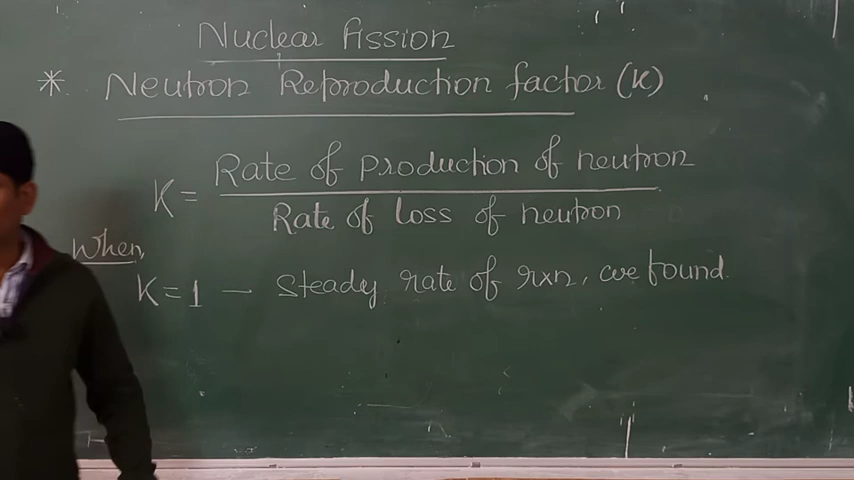 Nuclear fission
* Neutron Reproduction factor (K)
K = Rate of production of neutron
Rate of loss of neutron
When,
K = 1 — Steady rate of rxn, we found.